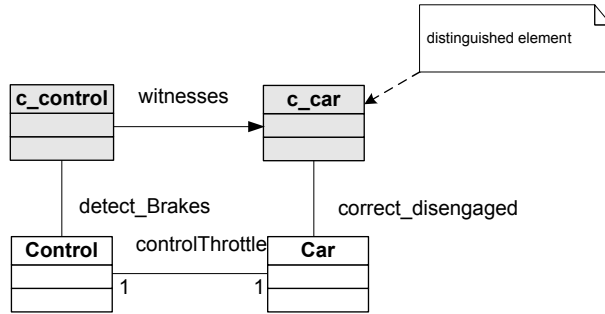 distinguished element
c_control
witnesses
c_car
detect_Brakes
correct_disengaged
Control
controlThrottle
Car
1
1